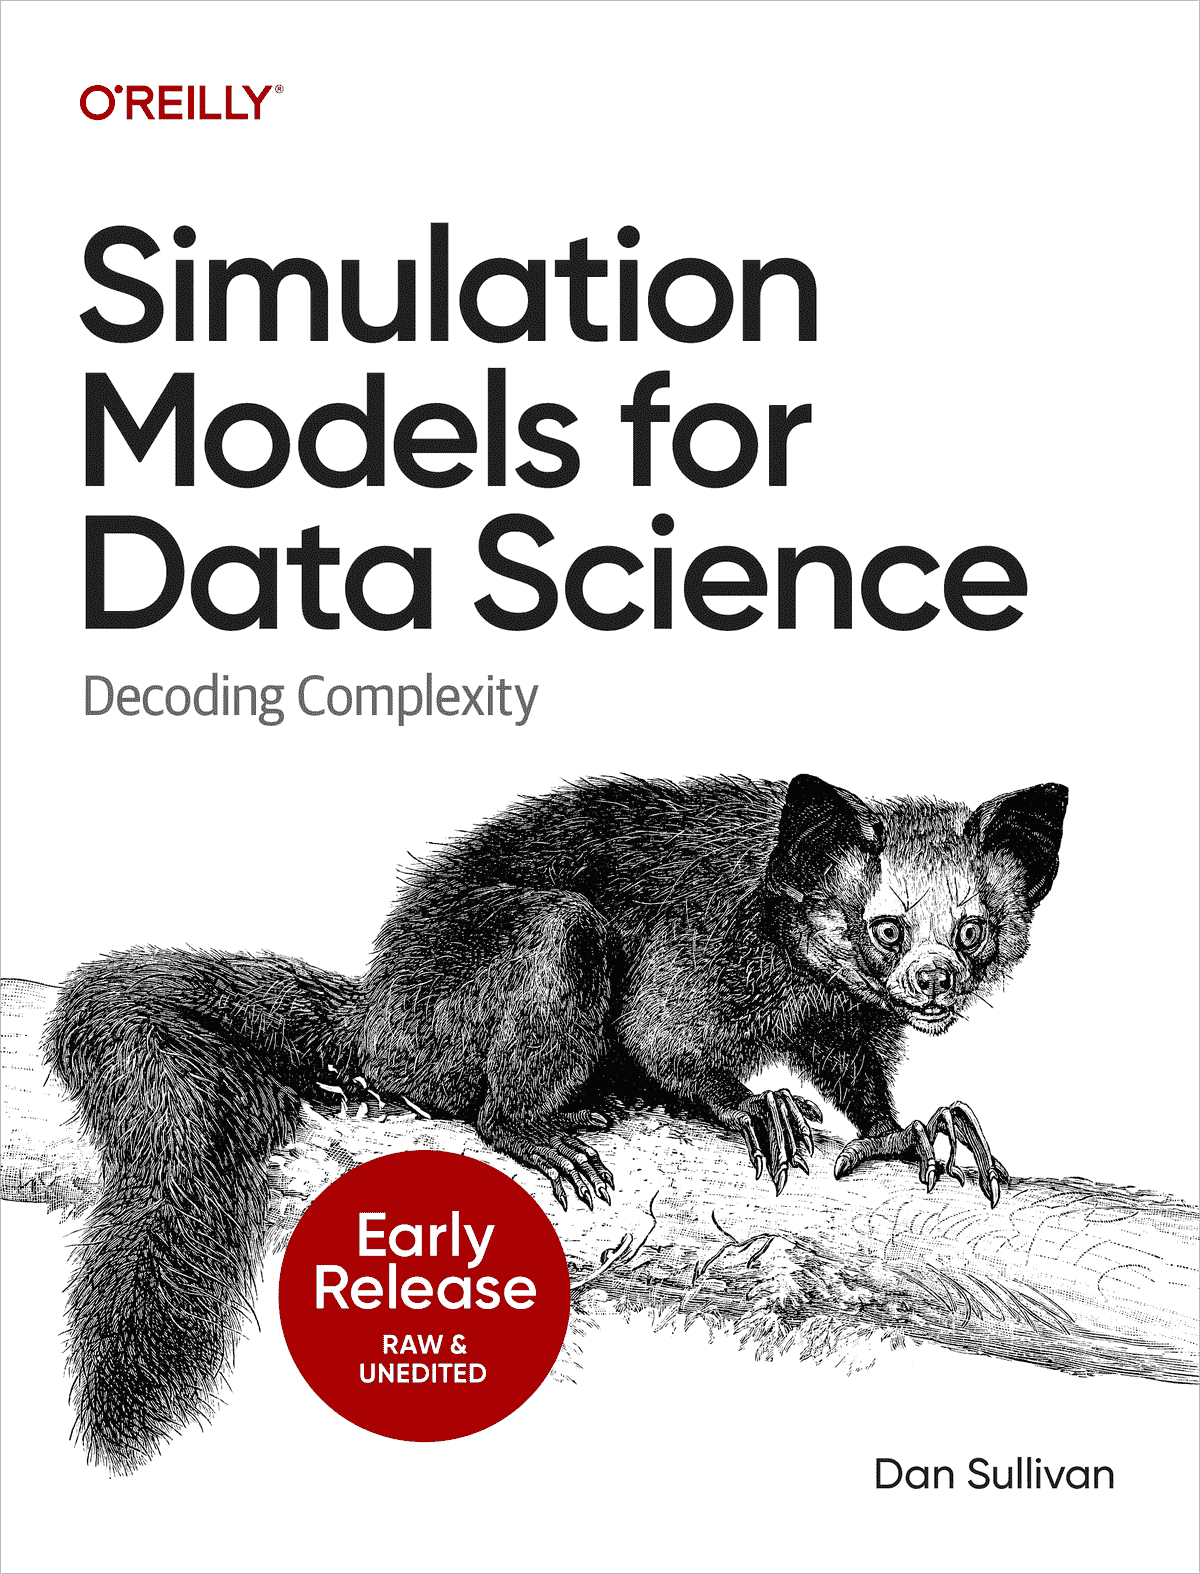 O'REILLY®
Simulation
Models for
Data Science
Decoding Complexity
Early
Release
RAW &
UNEDITED
Dan Sullivan